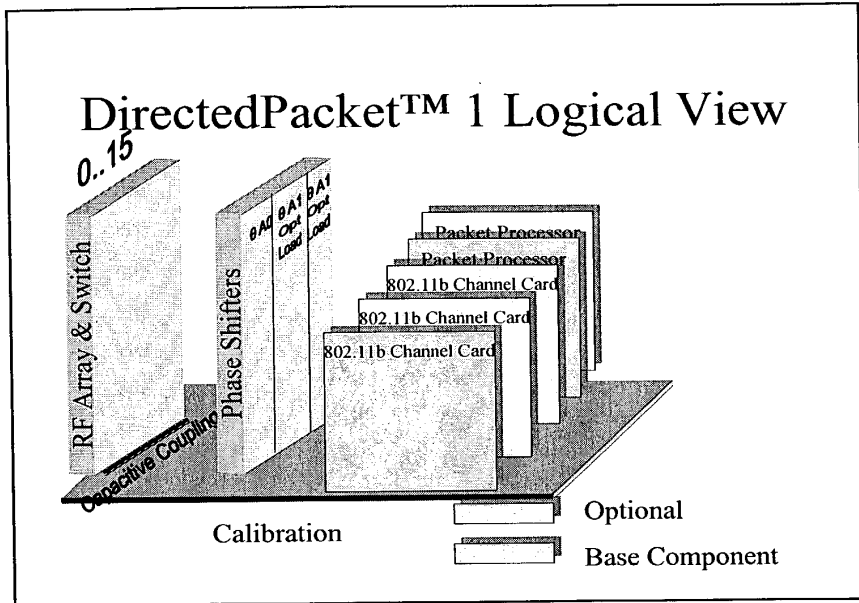 DirectedPacket™ 1 Logical View
0..15
RF Array & Switch
Capacitive Coupling
Phase Shifters
θ A0
θ A1
Opt
Load
θ A1
Opt
Load
Packet Processor
Packet Processor
802.11b Channel Card
802.11b Channel Card
802.11b Channel Card
Calibration
Optional
Base Component